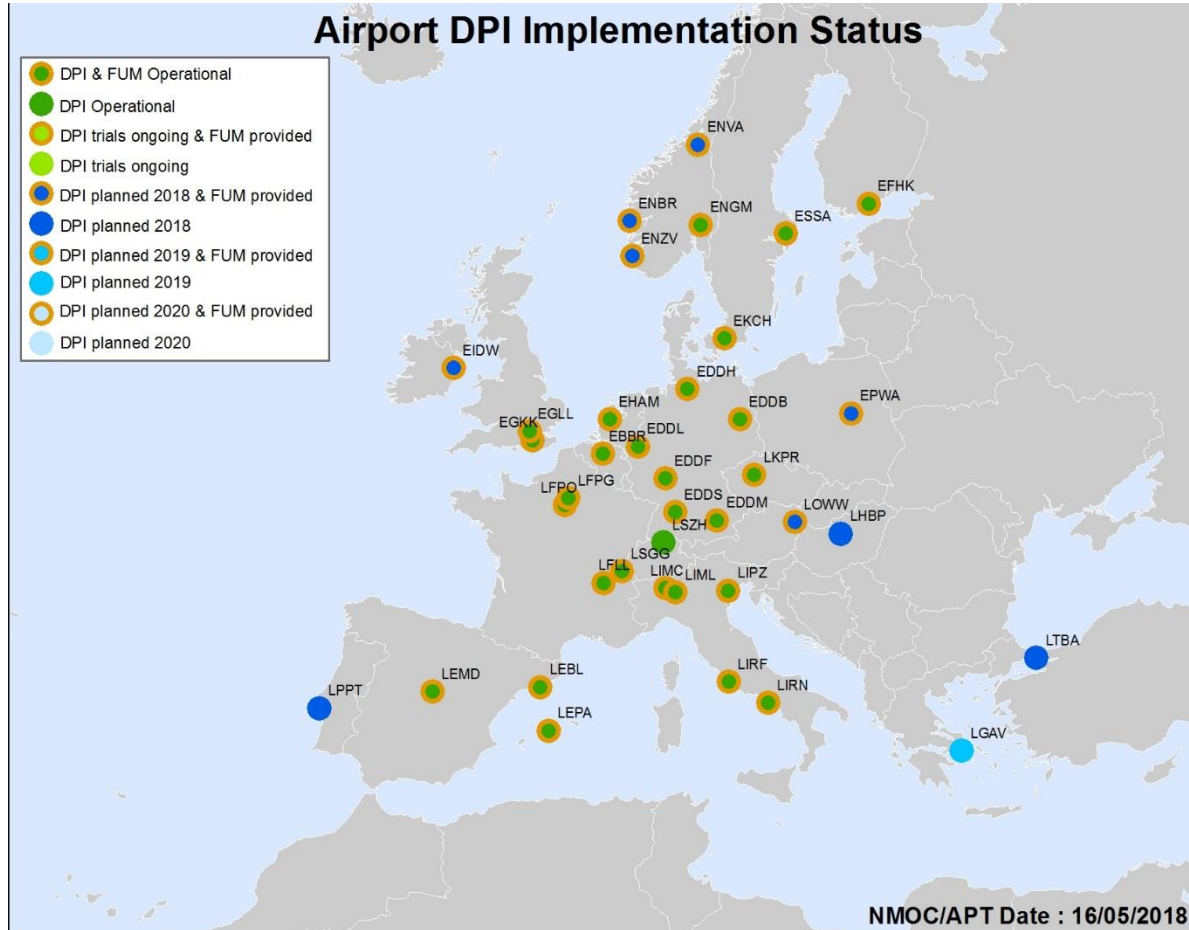 Airport DPI Implementation Status
DPI & FUM Operational
DPI Operational
DPI trials ongoing & FUM provided
DPI trials ongoing
DPI planned 2018 & FUM provided
DPI planned 2018
DPI planned 2019 & FUM provided
DPI planned 2019
DPI planned 2020 & FUM provided
DPI planned 2020
ENVA
EFHK
ENBR
ENGM
ESSA
ENZV
EKCH
EIDW
EDDH
EPWA
EHAM
EDDB
EGLL
EGKK
EBBR
EDDL
EDDF
LKPR
LFPG
LFPO
EDDS
EDDM
LOWW
LHBP
LSZH
LSGG
LFLL
LIMC
LIML
LIPZ
LTBA
LEMD
LEBL
LIRF
LPPT
LIRN
LEPA
LGAV
NMOC/APT Date : 16/05/2018